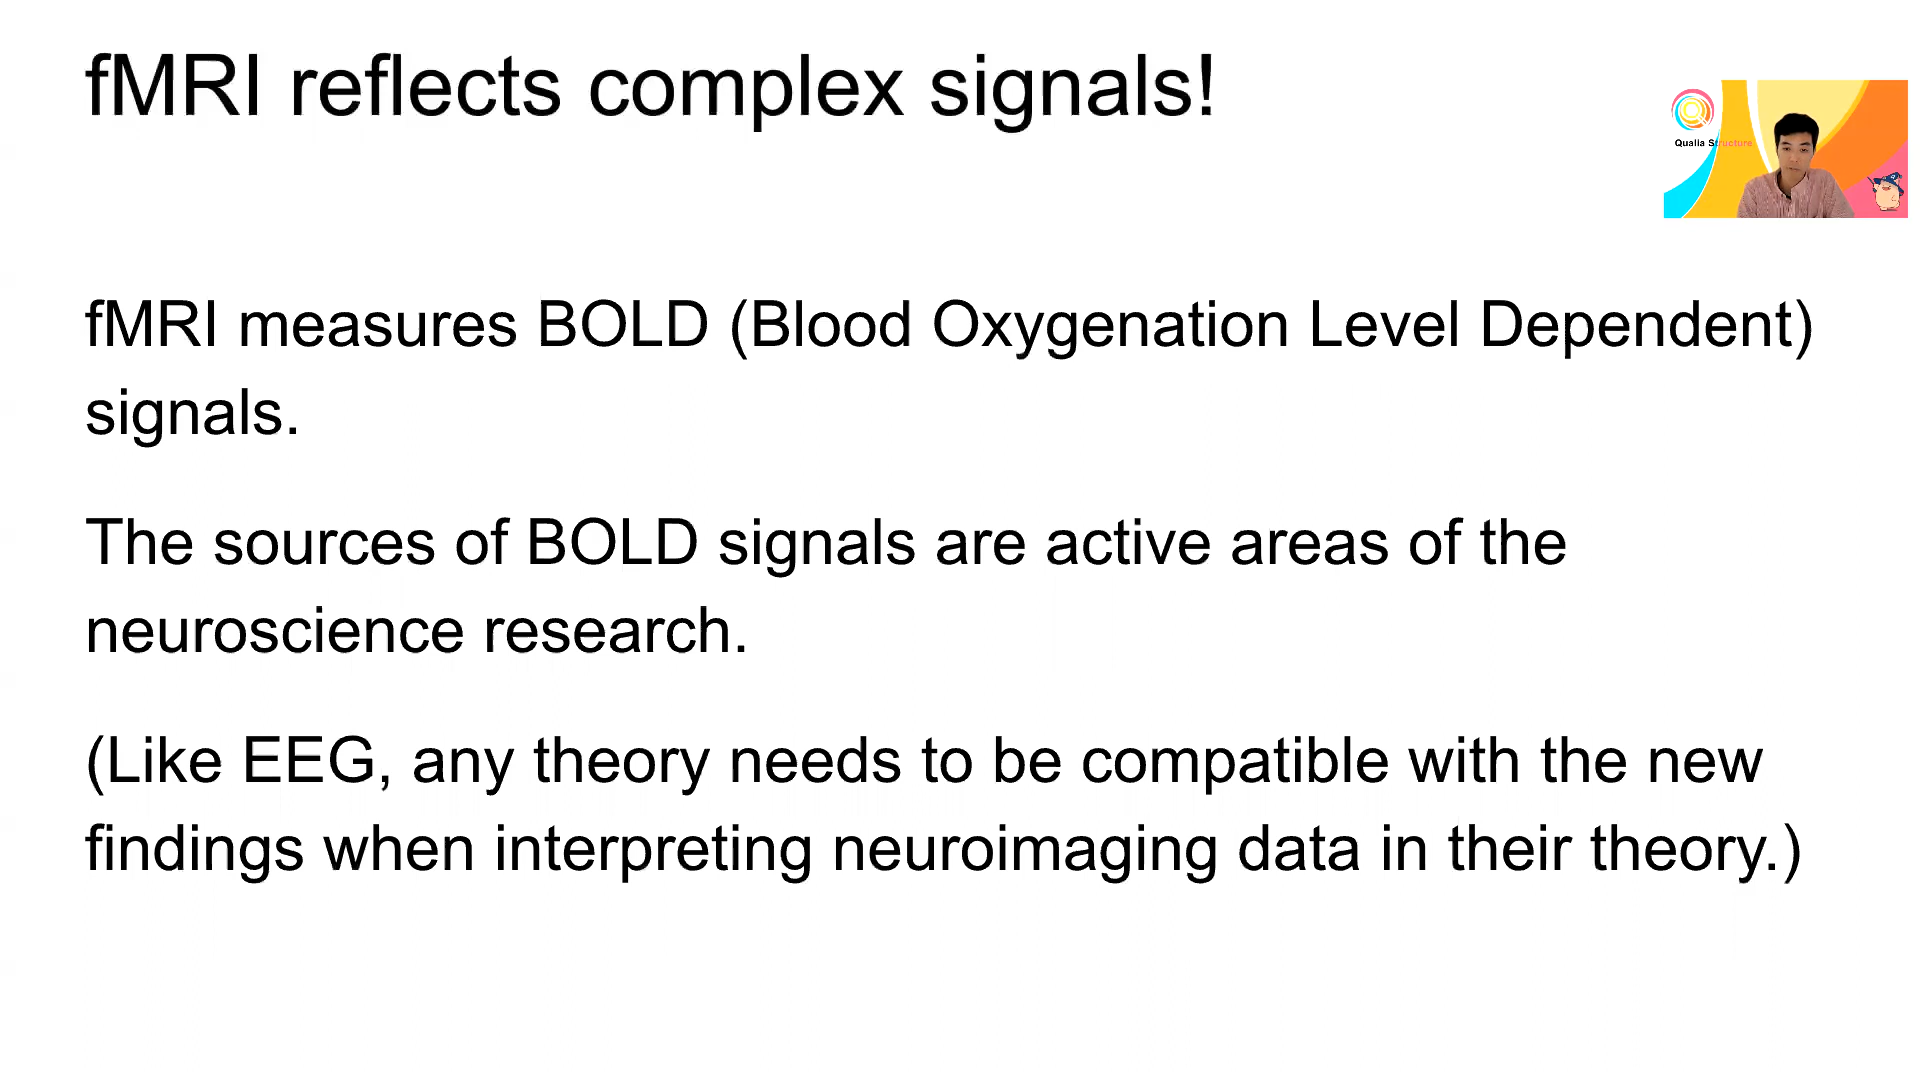 fMRI reflects complex signals!
Qualia Structure
fMRI measures BOLD (Blood Oxygenation Level Dependent)
signals.
The sources of BOLD signals are active areas of the
neuroscience research.
(Like EEG, any theory needs to be compatible with the new
findings when interpreting neuroimaging data in their theory.)